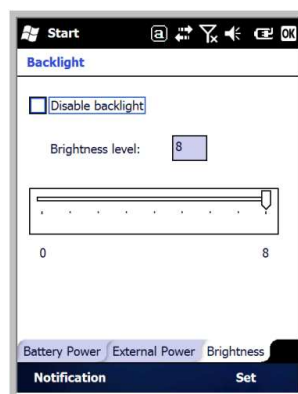 Start a OK
Backlight
Disable backlight
Brightness level: 8
0 8
Battery Power External Power Brightness
Notification Set